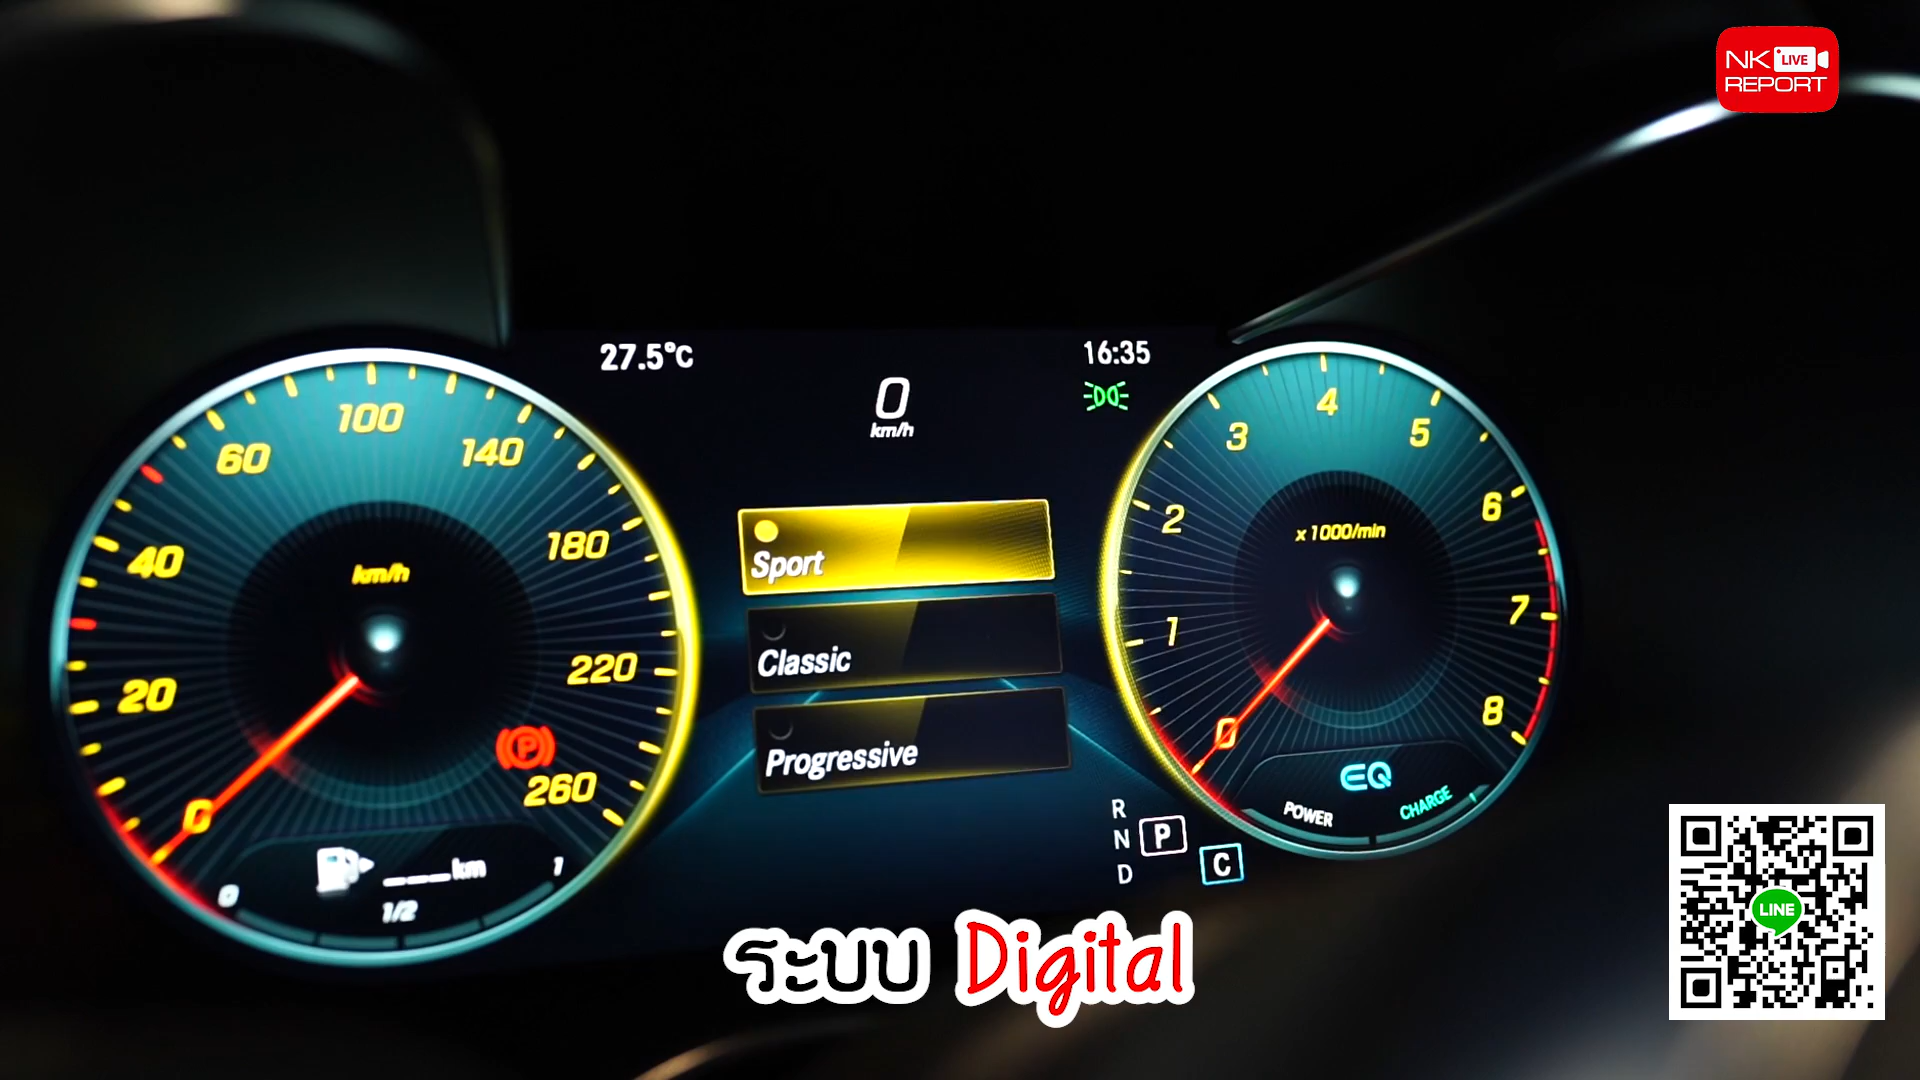 NK LIVE
REPORT
27.5°C
16:35
0
km/h
20
40
60
100
140
180
220
260
0
km/h
0
1/2
1
___km
Sport
Classic
Progressive
0
1
2
3
4
5
6
7
8
x 1000/min
EQ
POWER
CHARGE
R
N
D
P
C
P
ระบบ Digital
LINE